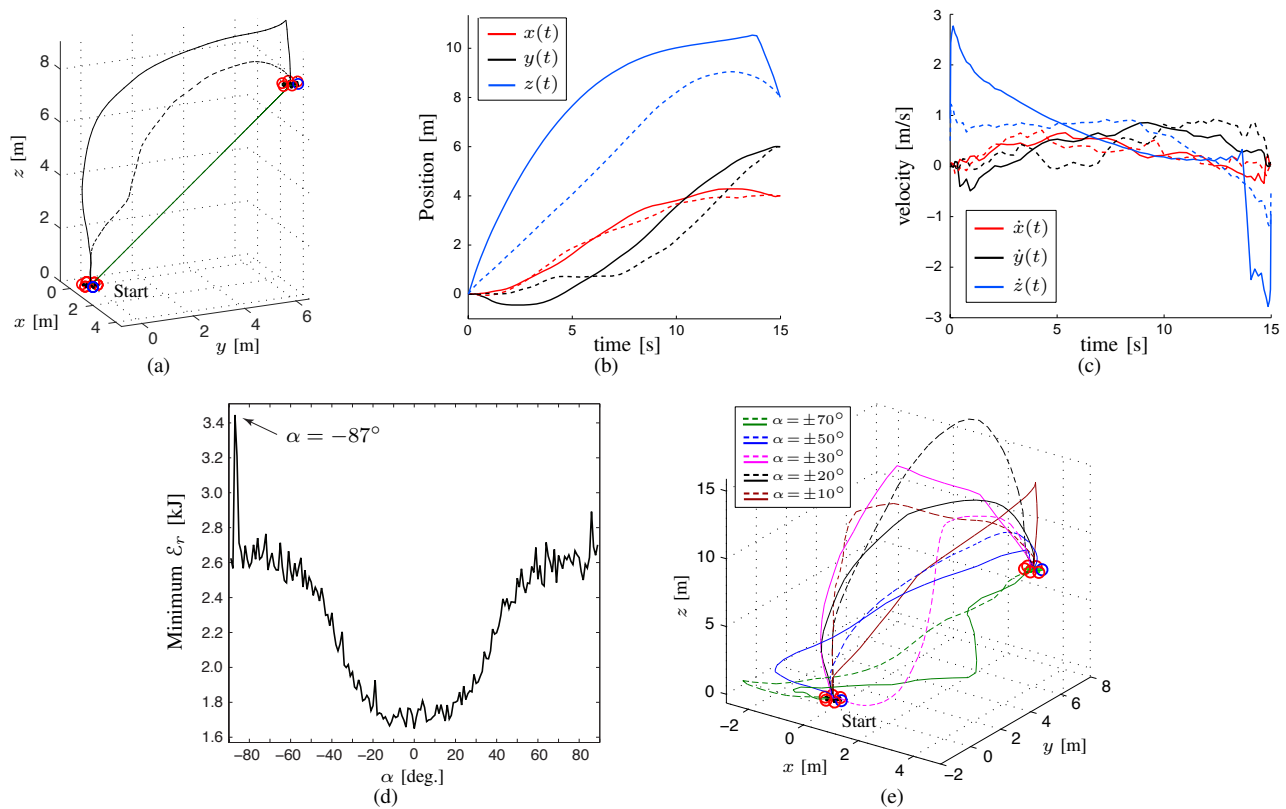 8
6
4
2
0
z [m]
0
2
4
x [m]
0
2
4
6
y [m]
Start
(a)
x(t)
y(t)
z(t)
10
8
6
4
2
0
Position [m]
0
5
10
15
time [s]
(b)
3
2
1
0
−1
−2
−3
velocity [m/s]
ẋ(t)
ẏ(t)
ż(t)
0
5
10
15
time [s]
(c)
3.4
3.2
3.0
2.8
2.6
2.4
2.2
2.0
1.8
1.6
Minimum ℰr [kJ]
α = −87°
−80 −60 −40 −20 0 20 40 60 80
α [deg.]
(d)
α = ±70°
α = ±50°
α = ±30°
α = ±20°
α = ±10°
15
10
5
0
z [m]
−2
0
2
4
x [m]
−2
0
2
4
6
8
y [m]
Start
(e)